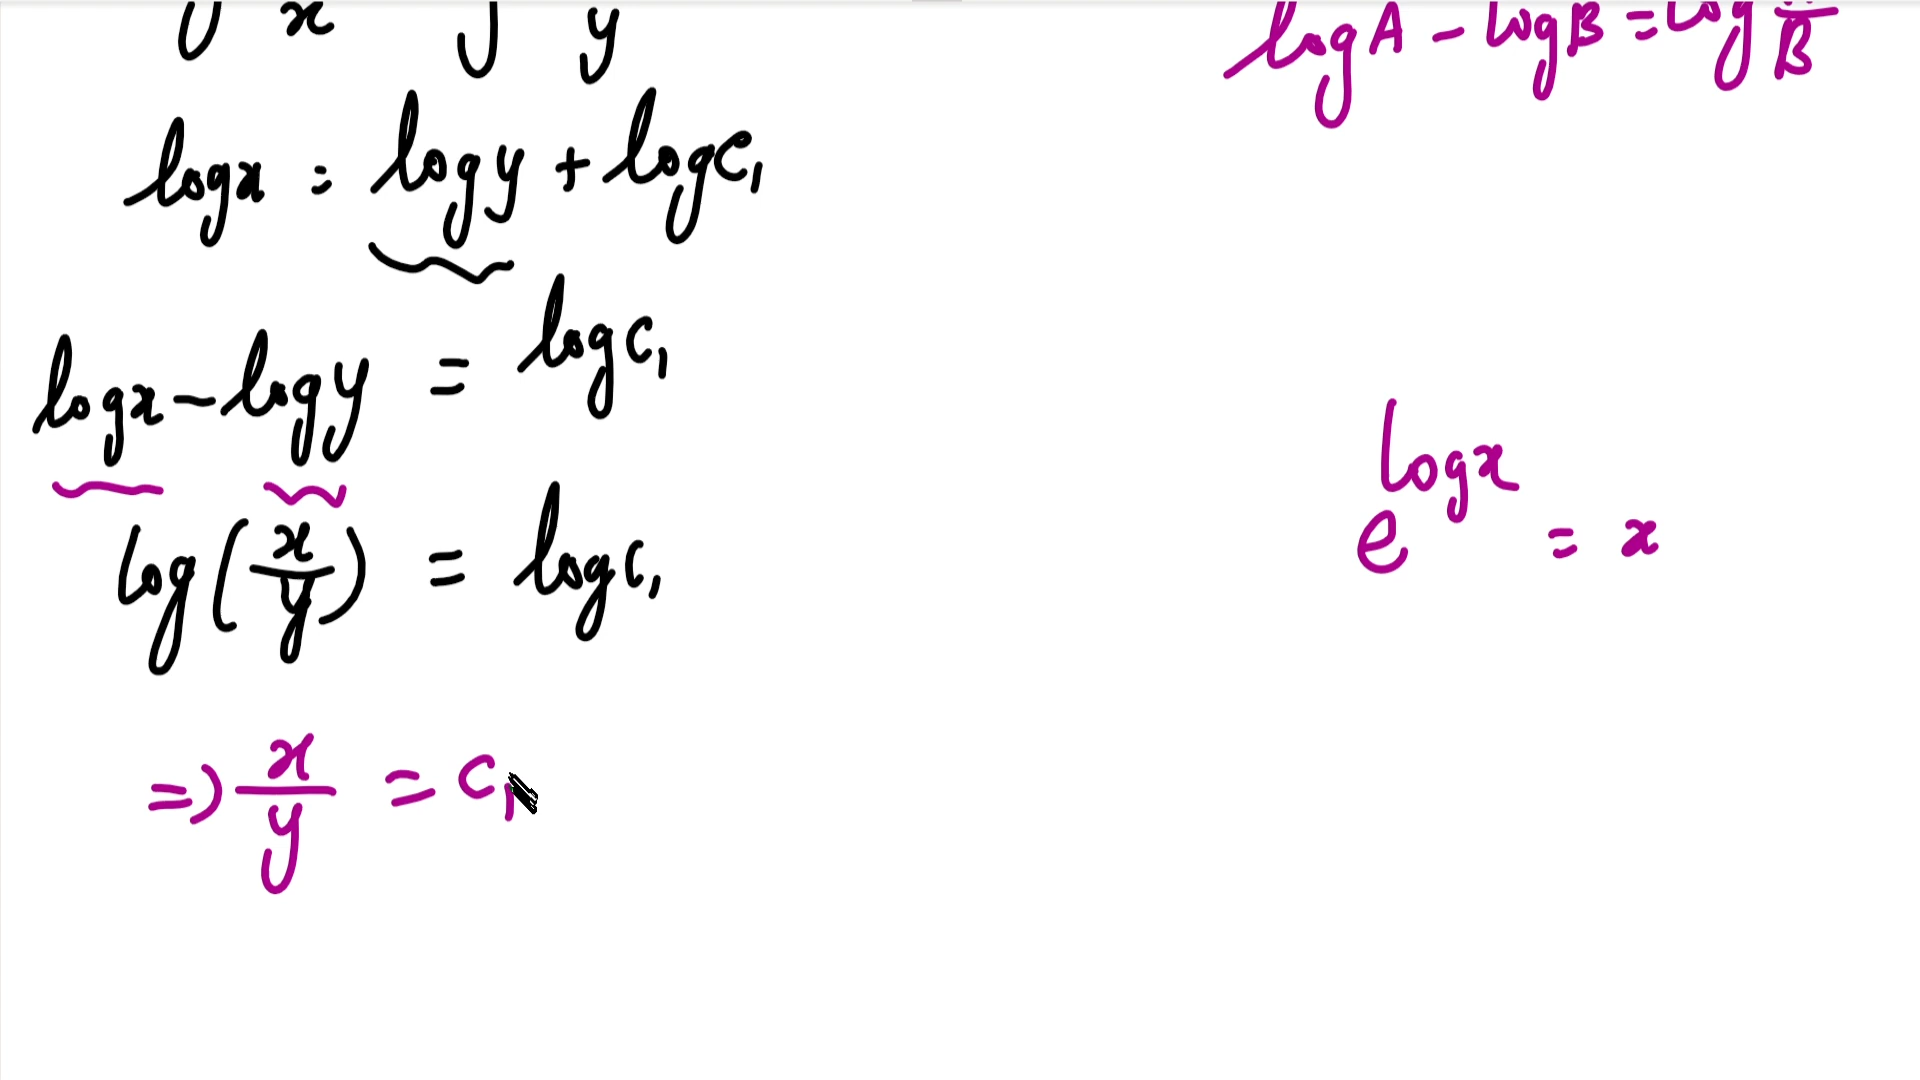 ∫ x ∫ y
log A - log B = log A/B
log x = log y + log c₁
log x - log y = log c₁
log (x/y) = log c₁
e^{log x} = x
⇒ x/y = c₁